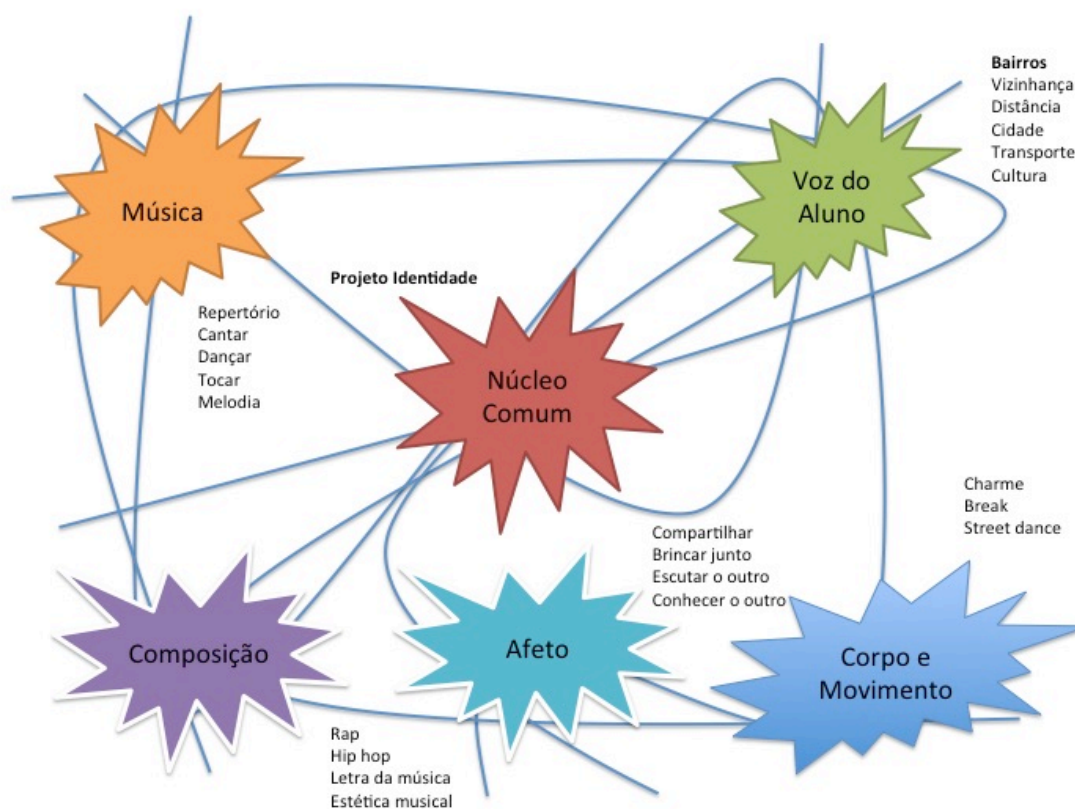 Bairros
Vizinhança
Distância
Cidade
Transporte
Cultura
Música
Voz do
Aluno
Projeto Identidade
Repertório
Cantar
Dançar
Tocar
Melodia
Núcleo
Comum
Charme
Break
Street dance
Compartilhar
Brincar junto
Escutar o outro
Conhecer o outro
Composição
Afeto
Corpo e
Movimento
Rap
Hip hop
Letra da música
Estética musical